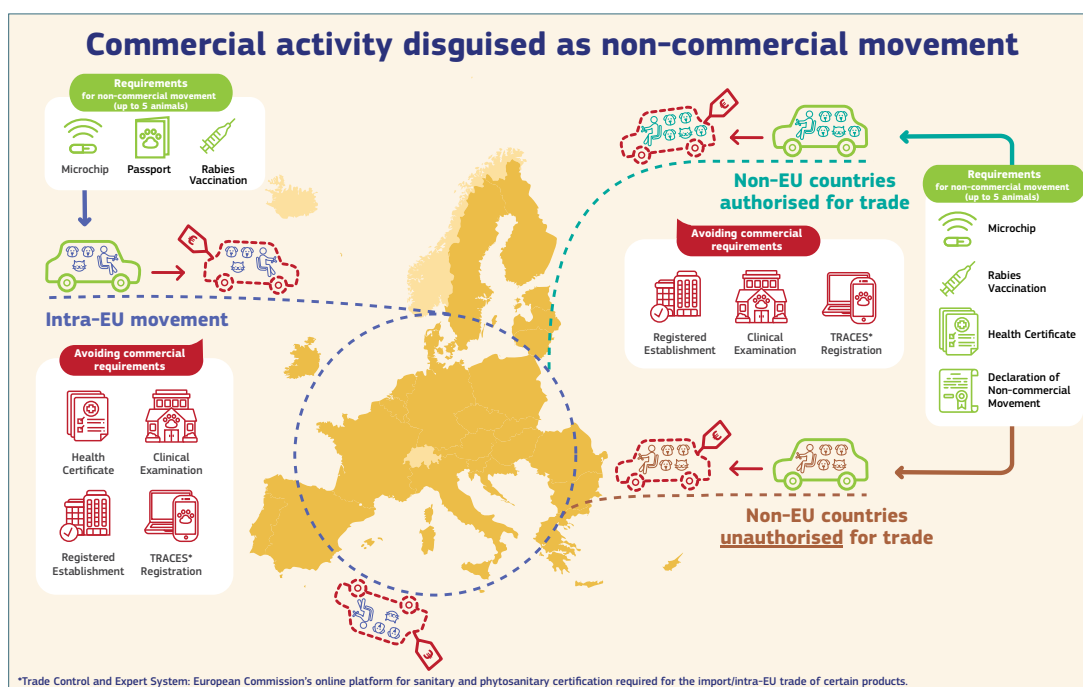 Commercial activity disguised as non-commercial movement
Requirements
for non-commercial movement
(up to 5 animals)
Microchip
Passport
Rabies
Vaccination
€
Intra-EU movement
Avoiding commercial
requirements
Health
Certificate
Clinical
Examination
Registered
Establishment
TRACES*
Registration
€
€
Non-EU countries
authorised for trade
Avoiding commercial
requirements
Registered
Establishment
Clinical
Examination
TRACES*
Registration
Requirements
for non-commercial movement
(up to 5 animals)
Microchip
Rabies
Vaccination
Health Certificate
Declaration of
Non-commercial
Movement
€
Non-EU countries
unauthorised for trade
*Trade Control and Expert System: European Commission's online platform for sanitary and phytosanitary certification required for the import/intra-EU trade of certain products.